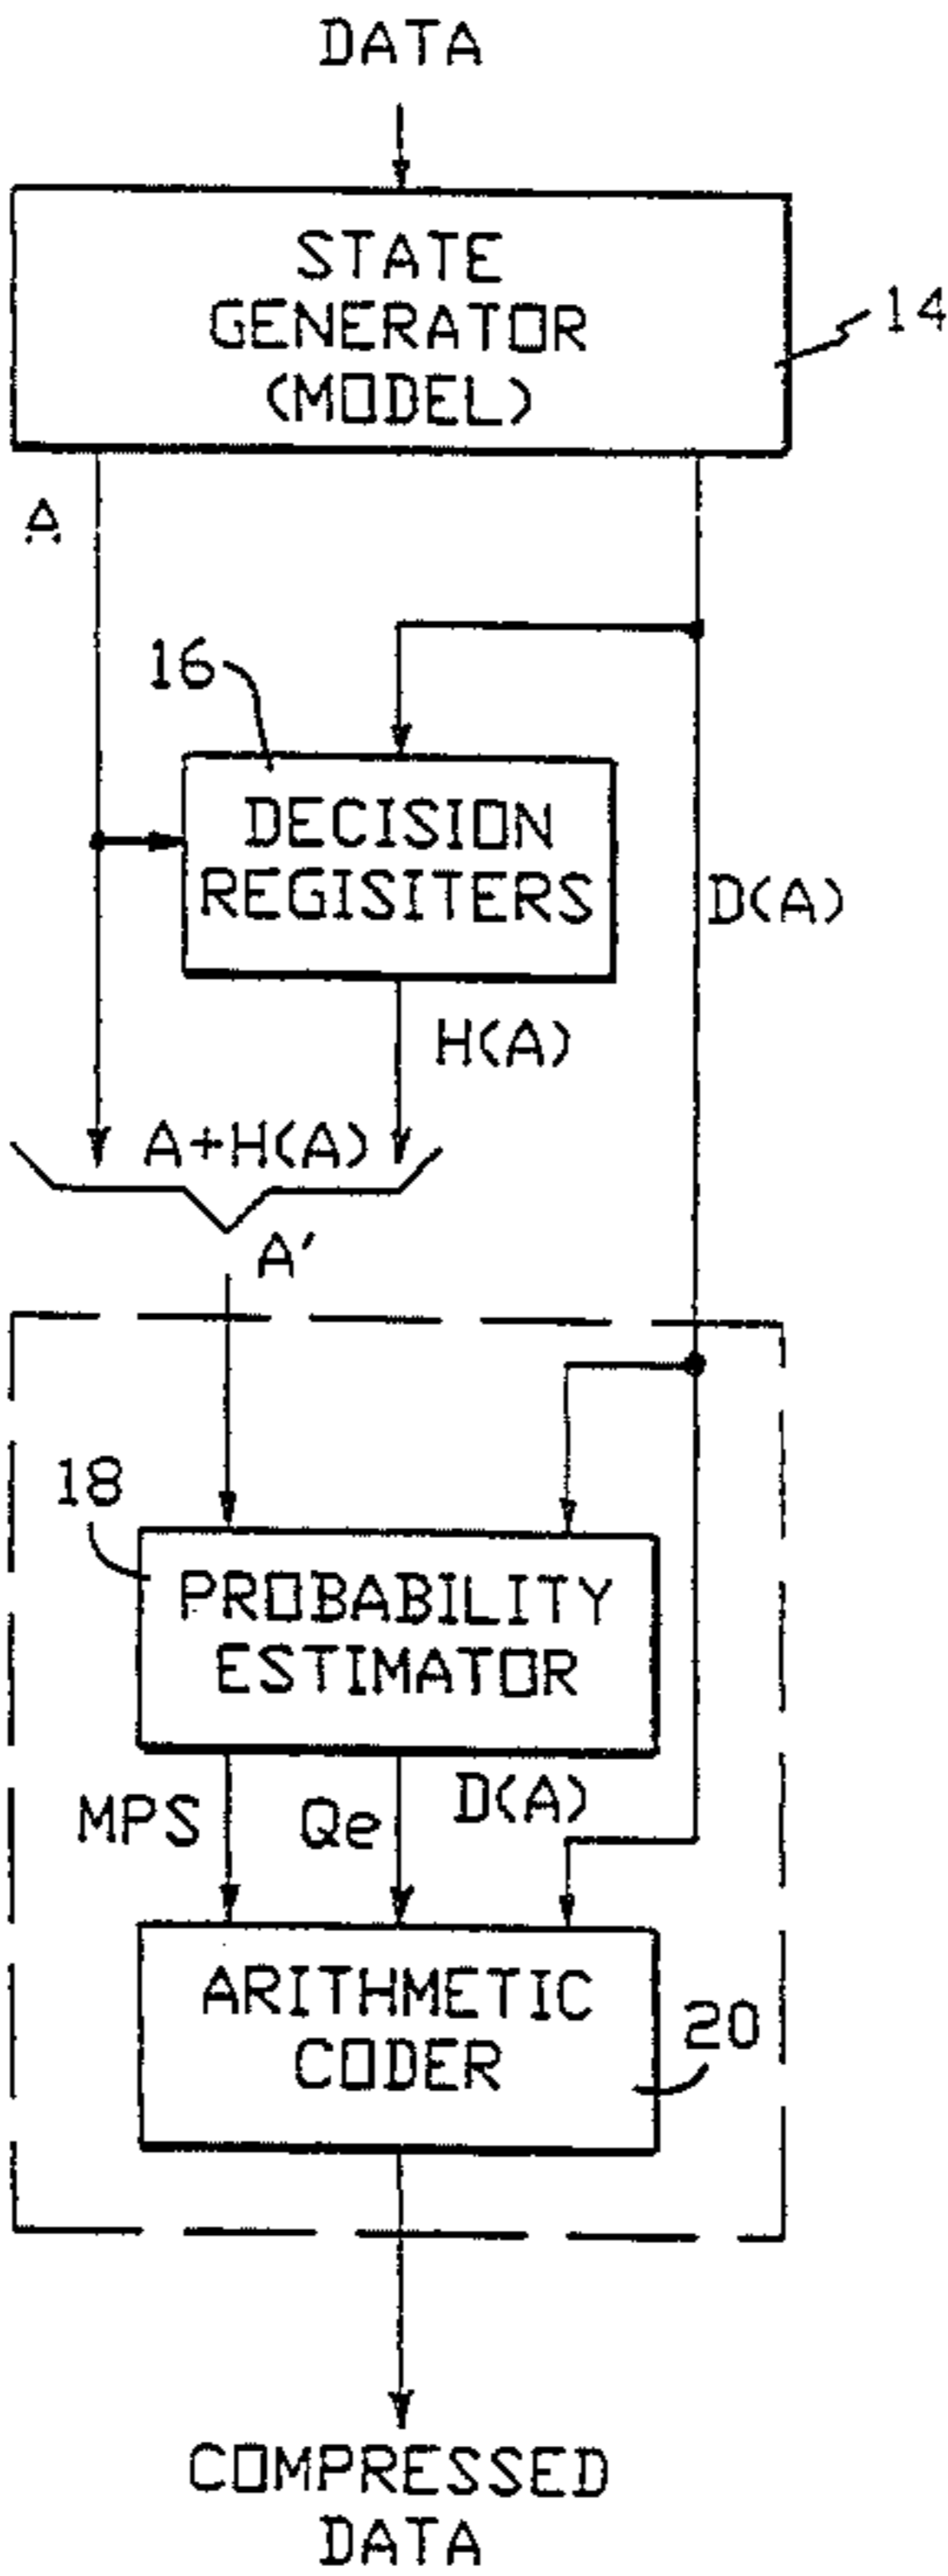 DATA
STATE
GENERATOR
(MODEL)
14
A
16
DECISION
REGISITERS
D(A)
H(A)
A+H(A)
A'
18
PROBABILITY
ESTIMATOR
MPS
Qe
D(A)
ARITHMETIC
CODER
20
COMPRESSED
DATA